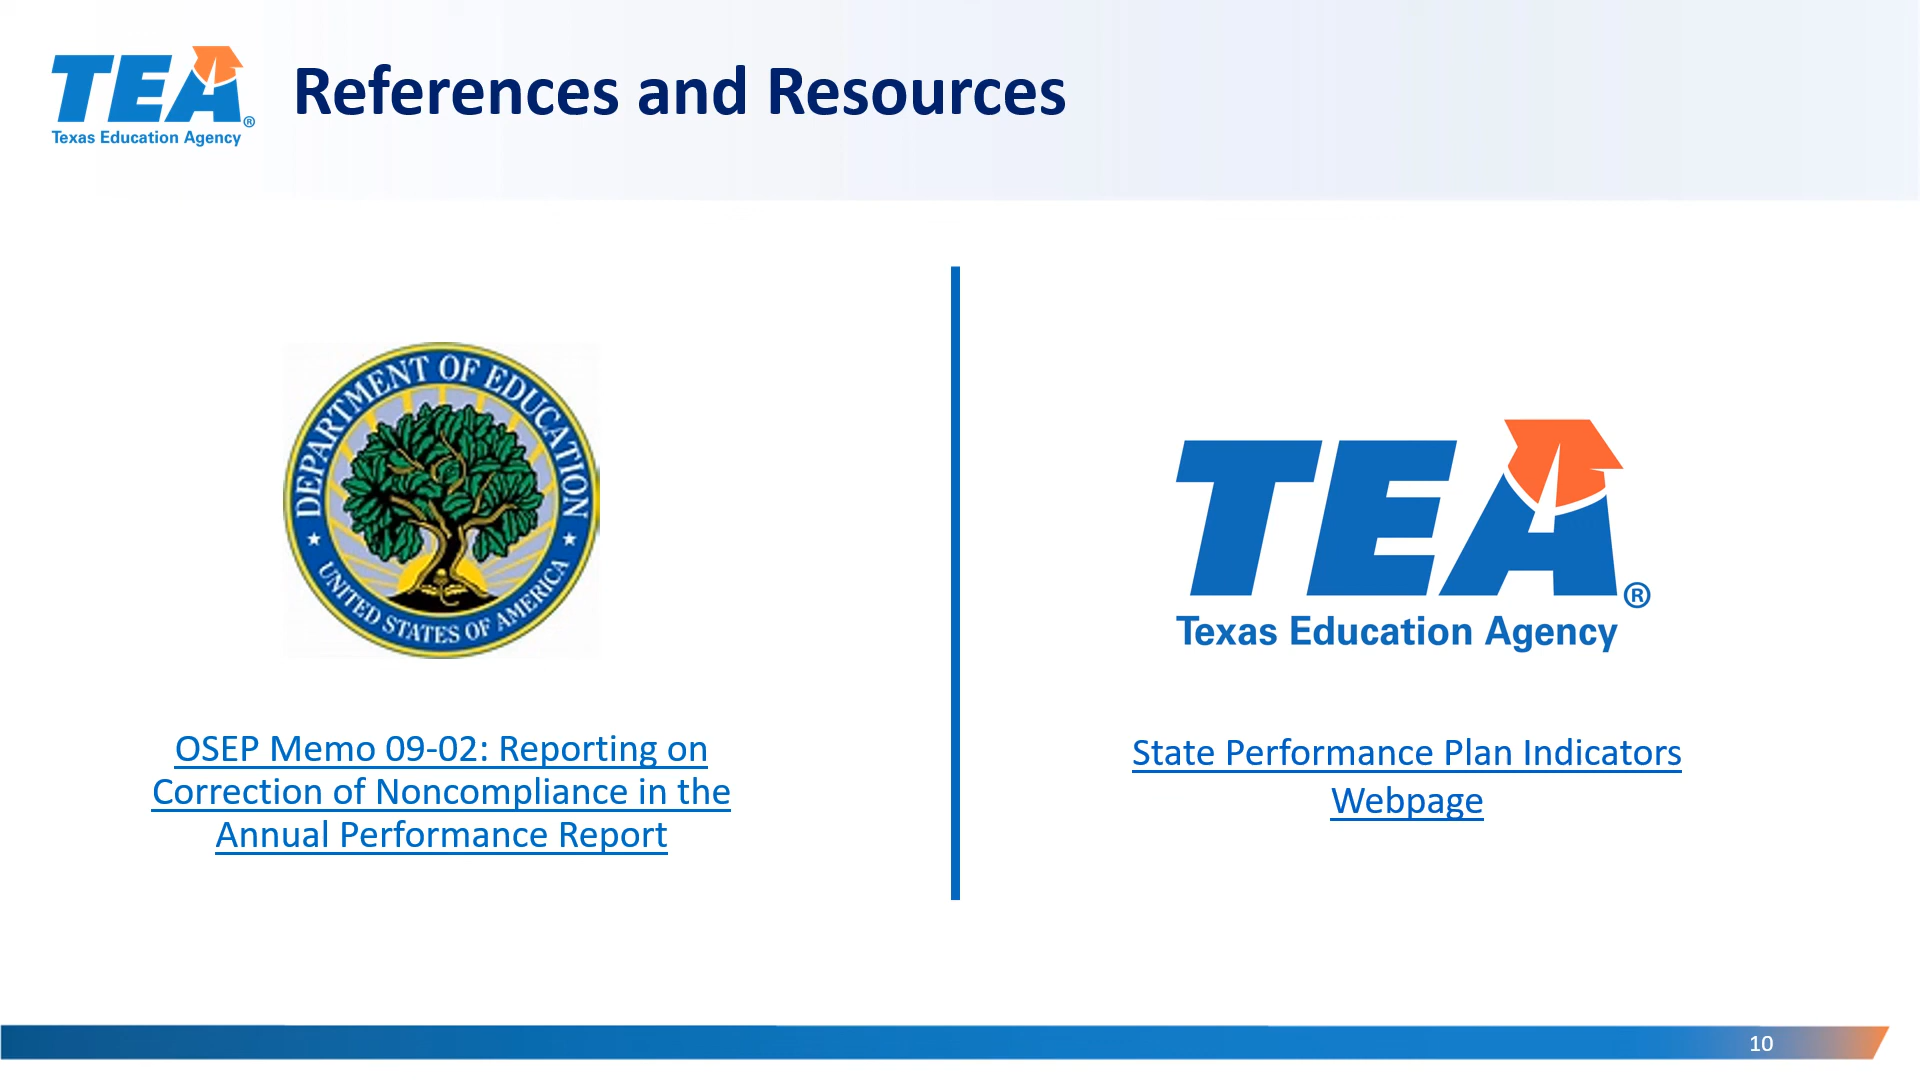 TEA®
Texas Education Agency
References and Resources
DEPARTMENT OF EDUCATION
UNITED STATES OF AMERICA
OSEP Memo 09-02: Reporting on
Correction of Noncompliance in the
Annual Performance Report
TEA®
Texas Education Agency
State Performance Plan Indicators
Webpage
10